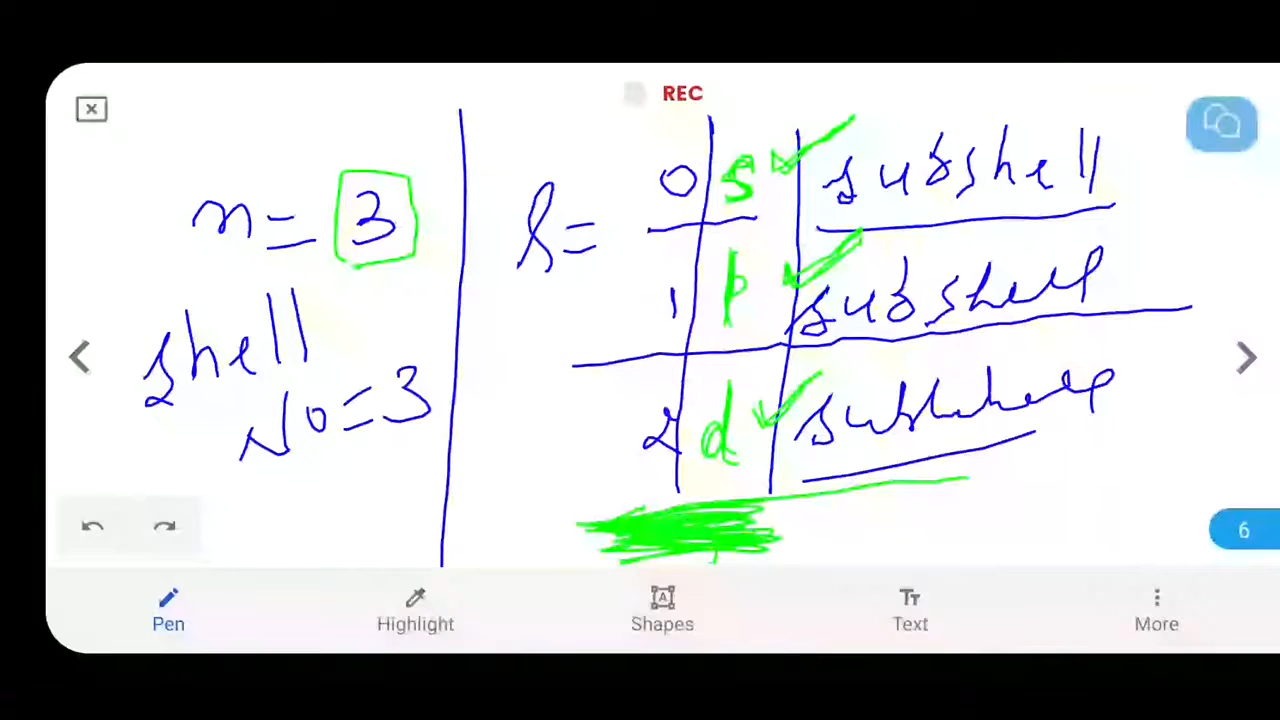 REC
n = 3
shell
No = 3
l =
0 s subshell
1 p subshell
2 d subshell
6
Pen Highlight Shapes Text More